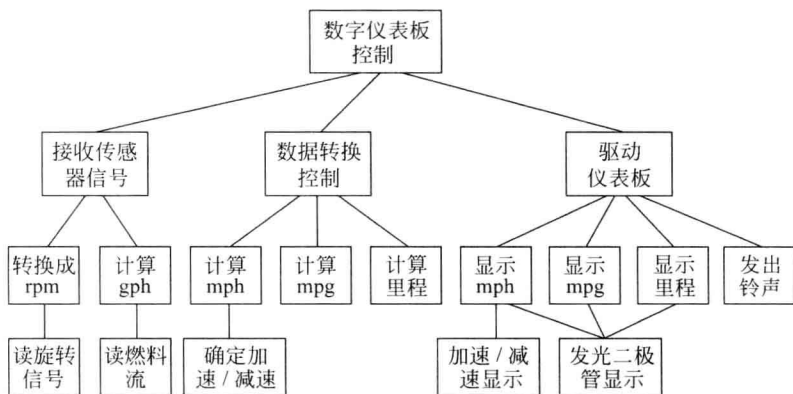 数字仪表板
控制
接收传感
器信号
数据转换
控制
驱动
仪表板
转换成
rpm
计算
gph
计算
mph
计算
mpg
计算
里程
显示
mph
显示
mpg
显示
里程
发出
铃声
读旋转
信号
读燃料
流
确定加
速/减速
加速/减
速显示
发光二极
管显示